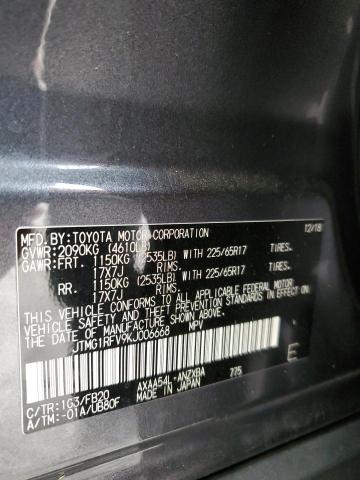 MFD. BY: TOYOTA MOTOR CORPORATION 12/18
GVWR: 2090KG (4610LB)
GAWR: FRT. 1150KG (2535LB) WITH 225/65R17 TIRES.
17X7J RIMS.
RR. 1150KG (2535LB) WITH 225/65R17 TIRES.
17X7J RIMS.
THIS VEHICLE CONFORMS TO ALL APPLICABLE FEDERAL MOTOR
VEHICLE SAFETY AND THEFT PREVENTION STANDARDS IN EFFECT ON
THE DATE OF MANUFACTURE SHOWN ABOVE.
JTMG1RFV9KJ006668 MPV
E
C/TR: 1G3/FB20 AXAA54L-ANZXBA 775
A/TM: -01A/UB80F MADE IN JAPAN